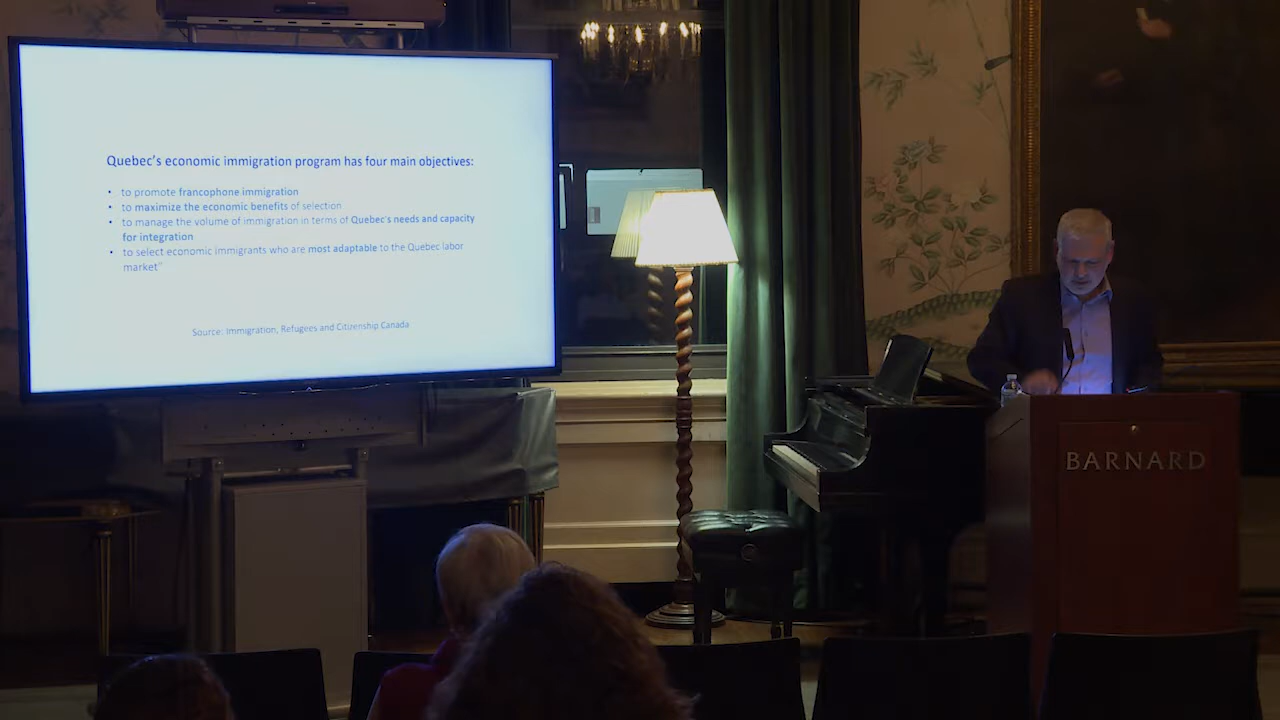 Quebec's economic immigration program has four main objectives:
• to promote francophone immigration
• to maximize the economic benefits of selection
• to manage the volume of immigration in terms of Quebec's needs and capacity
for integration
• to select economic immigrants who are most adaptable to the Quebec labor
market"
Source: Immigration, Refugees and Citizenship Canada
BARNARD